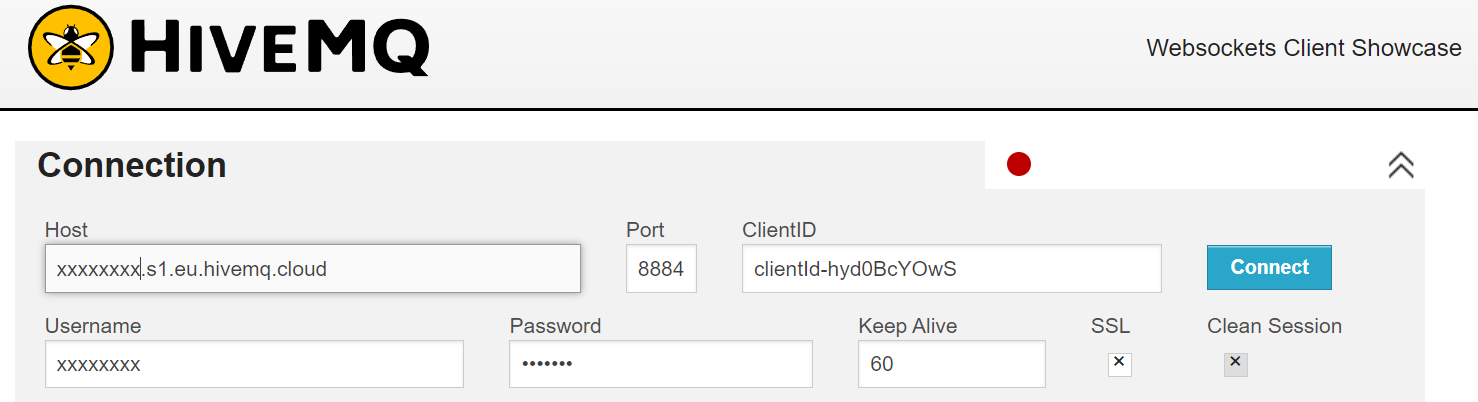 HIVEMQ
Websockets Client Showcase
Connection
Host Port ClientID
xxxxxxxx.s1.eu.hivemq.cloud 8884 clientId-hyd0BcYOwS Connect
Username Password Keep Alive SSL Clean Session
xxxxxxxx ••••••• 60